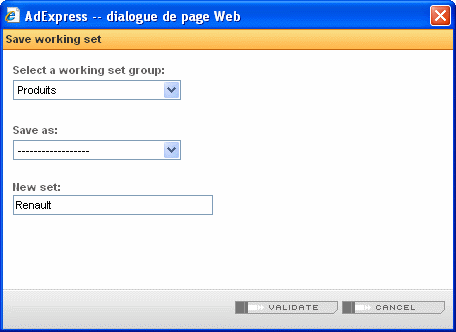 AdExpress -- dialogue de page Web
Save working set
Select a working set group:
Produits
Save as:
------------------
New set:
Renault
VALIDATE
CANCEL